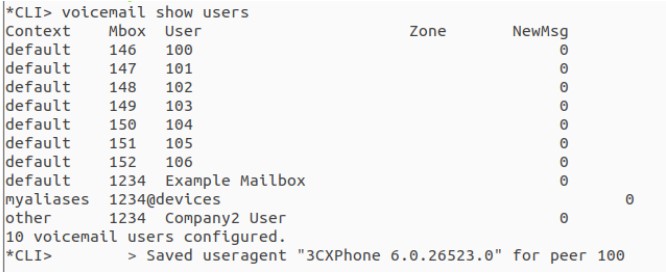 *CLI> voicemail show users
Context    Mbox  User                      Zone       NewMsg
default    146   100                                       0
default    147   101                                       0
default    148   102                                       0
default    149   103                                       0
default    150   104                                       0
default    151   105                                       0
default    152   106                                       0
default    1234  Example Mailbox                           0
myaliases  1234@devices                                            0
other      1234  Company2 User                             0
10 voicemail users configured.
*CLI>        > Saved useragent "3CXPhone 6.0.26523.0" for peer 100